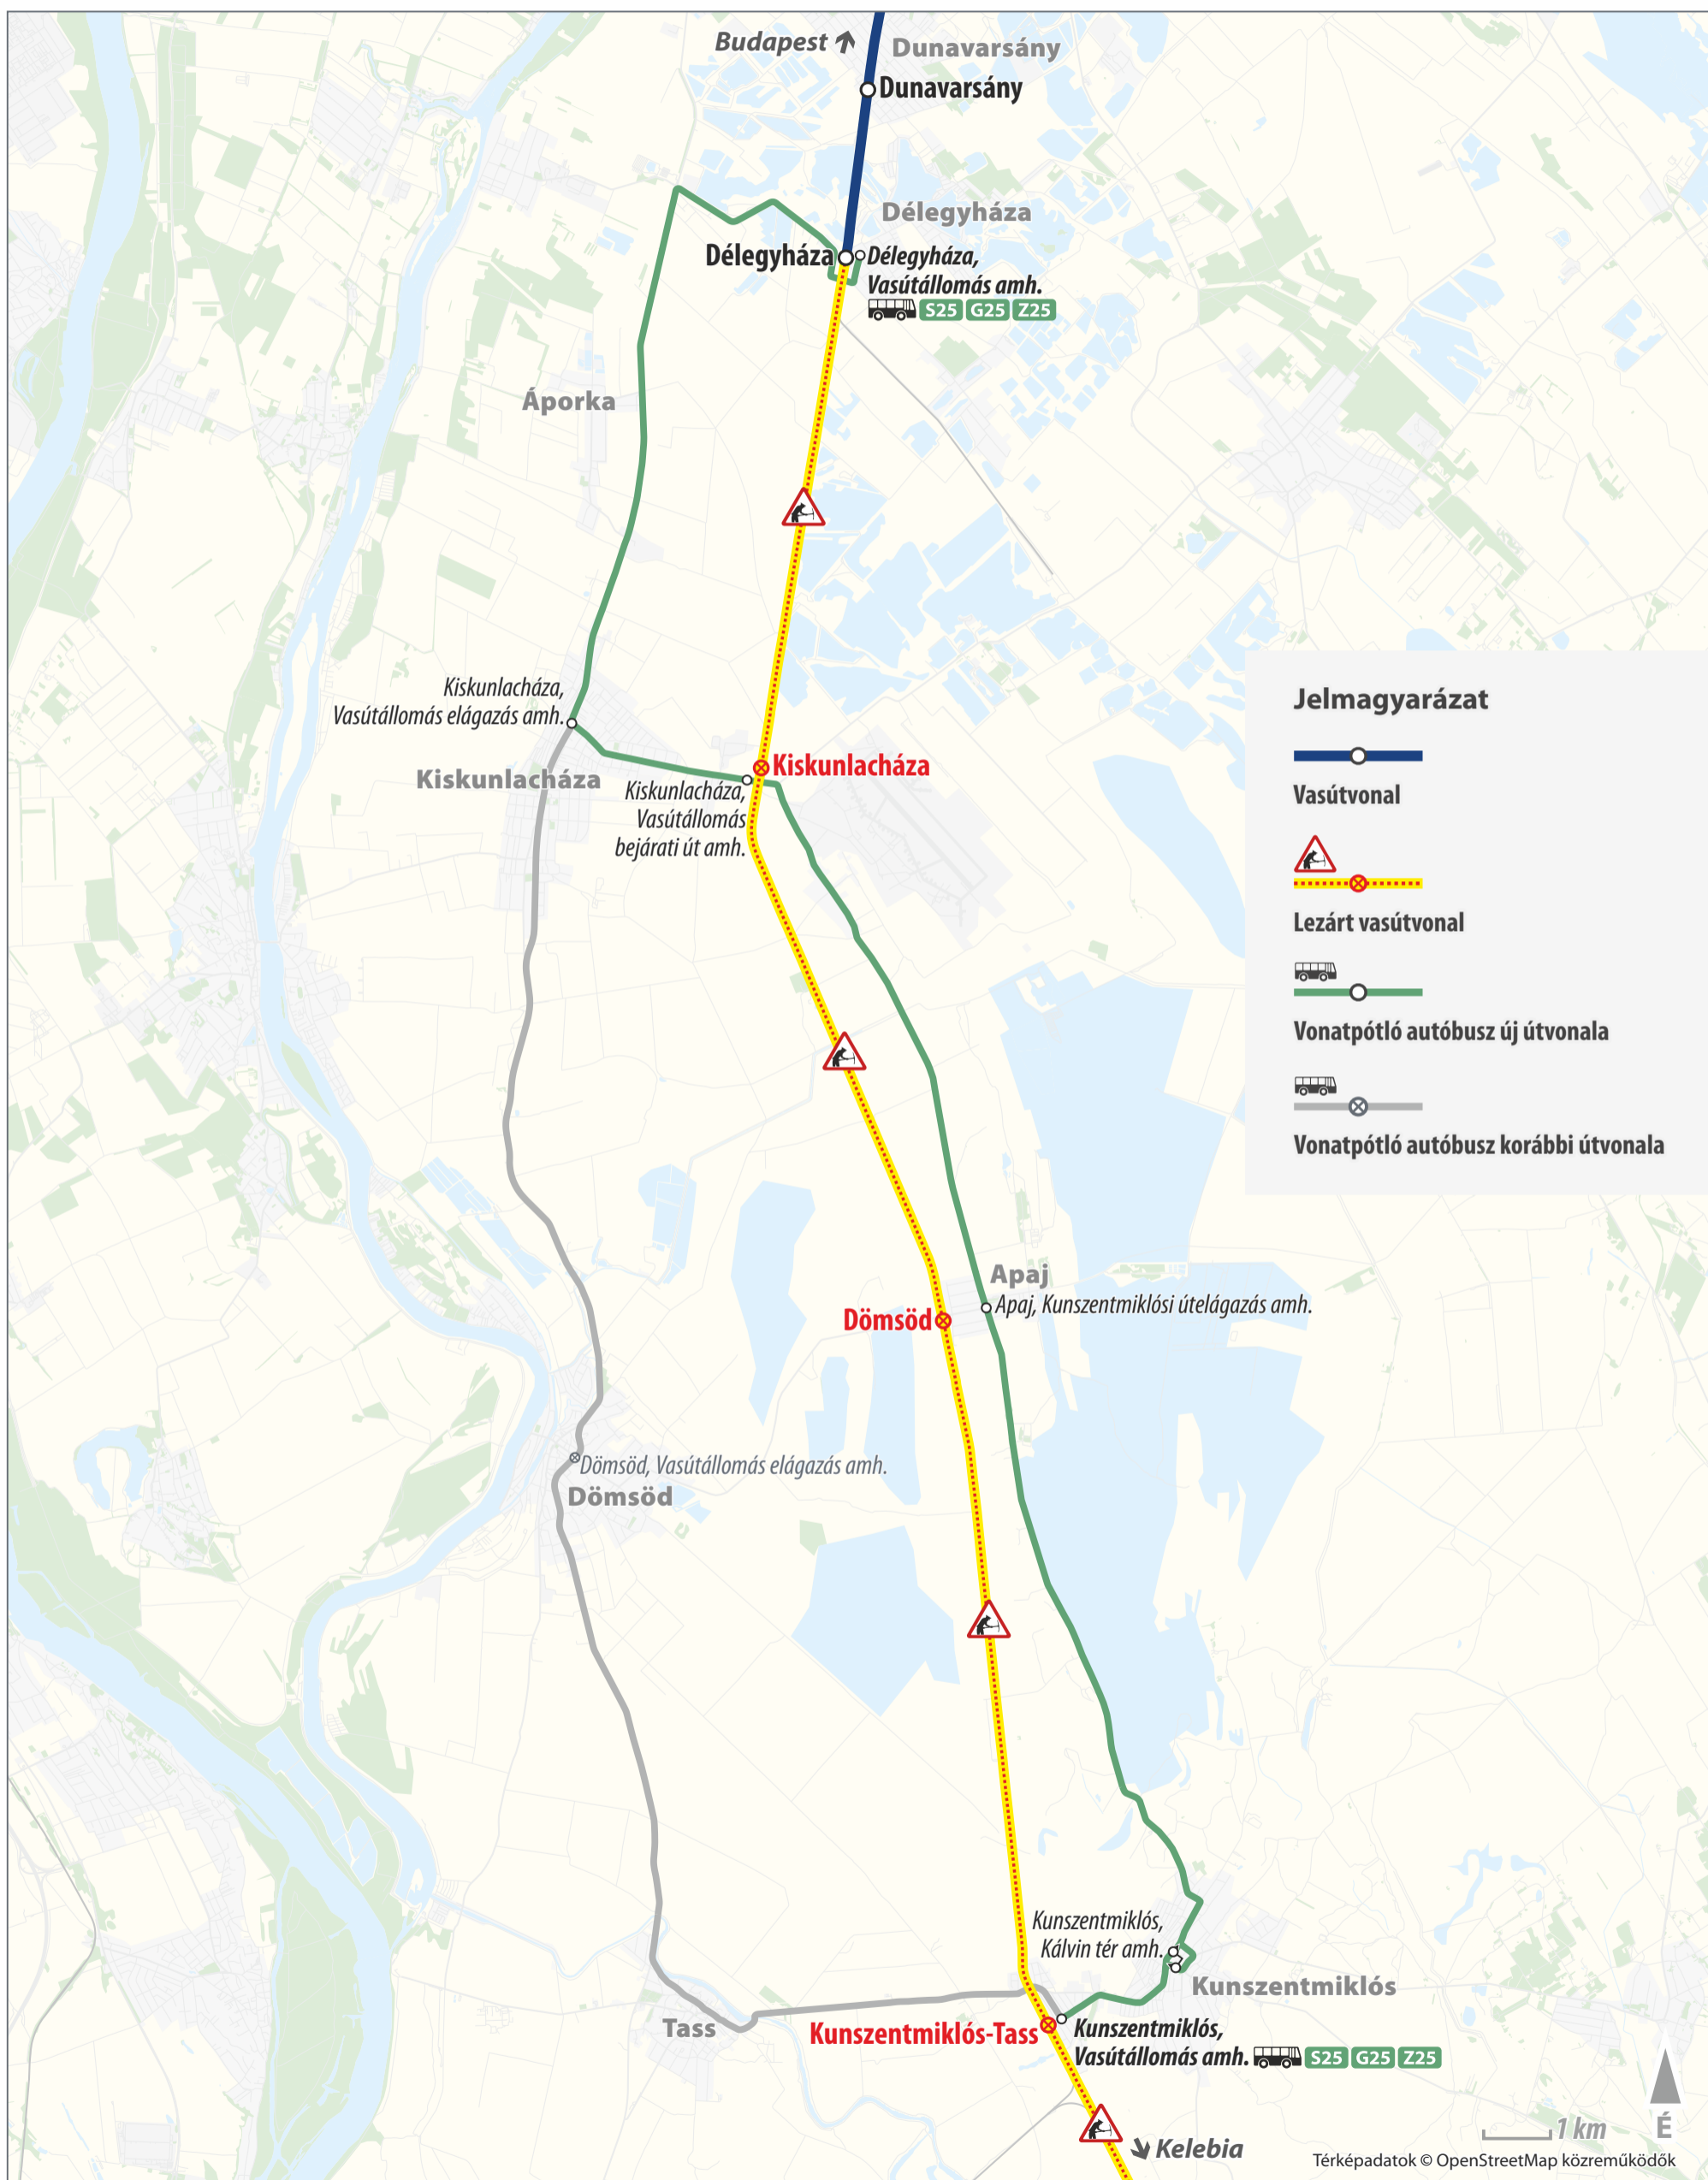 Budapest
Dunavarsány
Dunavarsány
Délegyháza
Délegyháza
Délegyháza,
Vasútállomás amh.
S25 G25 Z25
Áporka
Kiskunlacháza,
Vasútállomás elágazás amh.
Kiskunlacháza
Kiskunlacháza
Kiskunlacháza,
Vasútállomás
bejárati út amh.
Jelmagyarázat
Vasútvonal
Lezárt vasútvonal
Vonatpótló autóbusz új útvonala
Vonatpótló autóbusz korábbi útvonala
Apaj
Apaj, Kunszentmiklósi útelágazás amh.
Dömsöd
Dömsöd, Vasútállomás elágazás amh.
Dömsöd
Kunszentmiklós,
Kálvin tér amh.
Kunszentmiklós
Tass
Kunszentmiklós-Tass
Kunszentmiklós,
Vasútállomás amh. S25 G25 Z25
Kelebia
1 km
É
Térképadatok © OpenStreetMap közreműködők